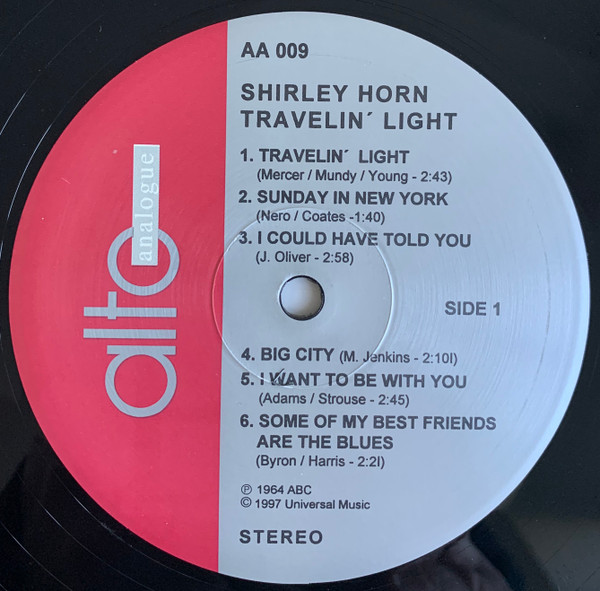 AA 009
SHIRLEY HORN
TRAVELIN´ LIGHT
1. TRAVELIN´ LIGHT
(Mercer / Mundy / Young - 2:43)
2. SUNDAY IN NEW YORK
(Nero / Coates -1:40)
3. I COULD HAVE TOLD YOU
(J. Oliver - 2:58)
SIDE 1
4. BIG CITY (M. Jenkins - 2:10l)
5. I WANT TO BE WITH YOU
(Adams / Strouse - 2:45)
6. SOME OF MY BEST FRIENDS
ARE THE BLUES
(Byron / Harris - 2:2l)
℗ 1964 ABC
© 1997 Universal Music
STEREO
alto
analogue